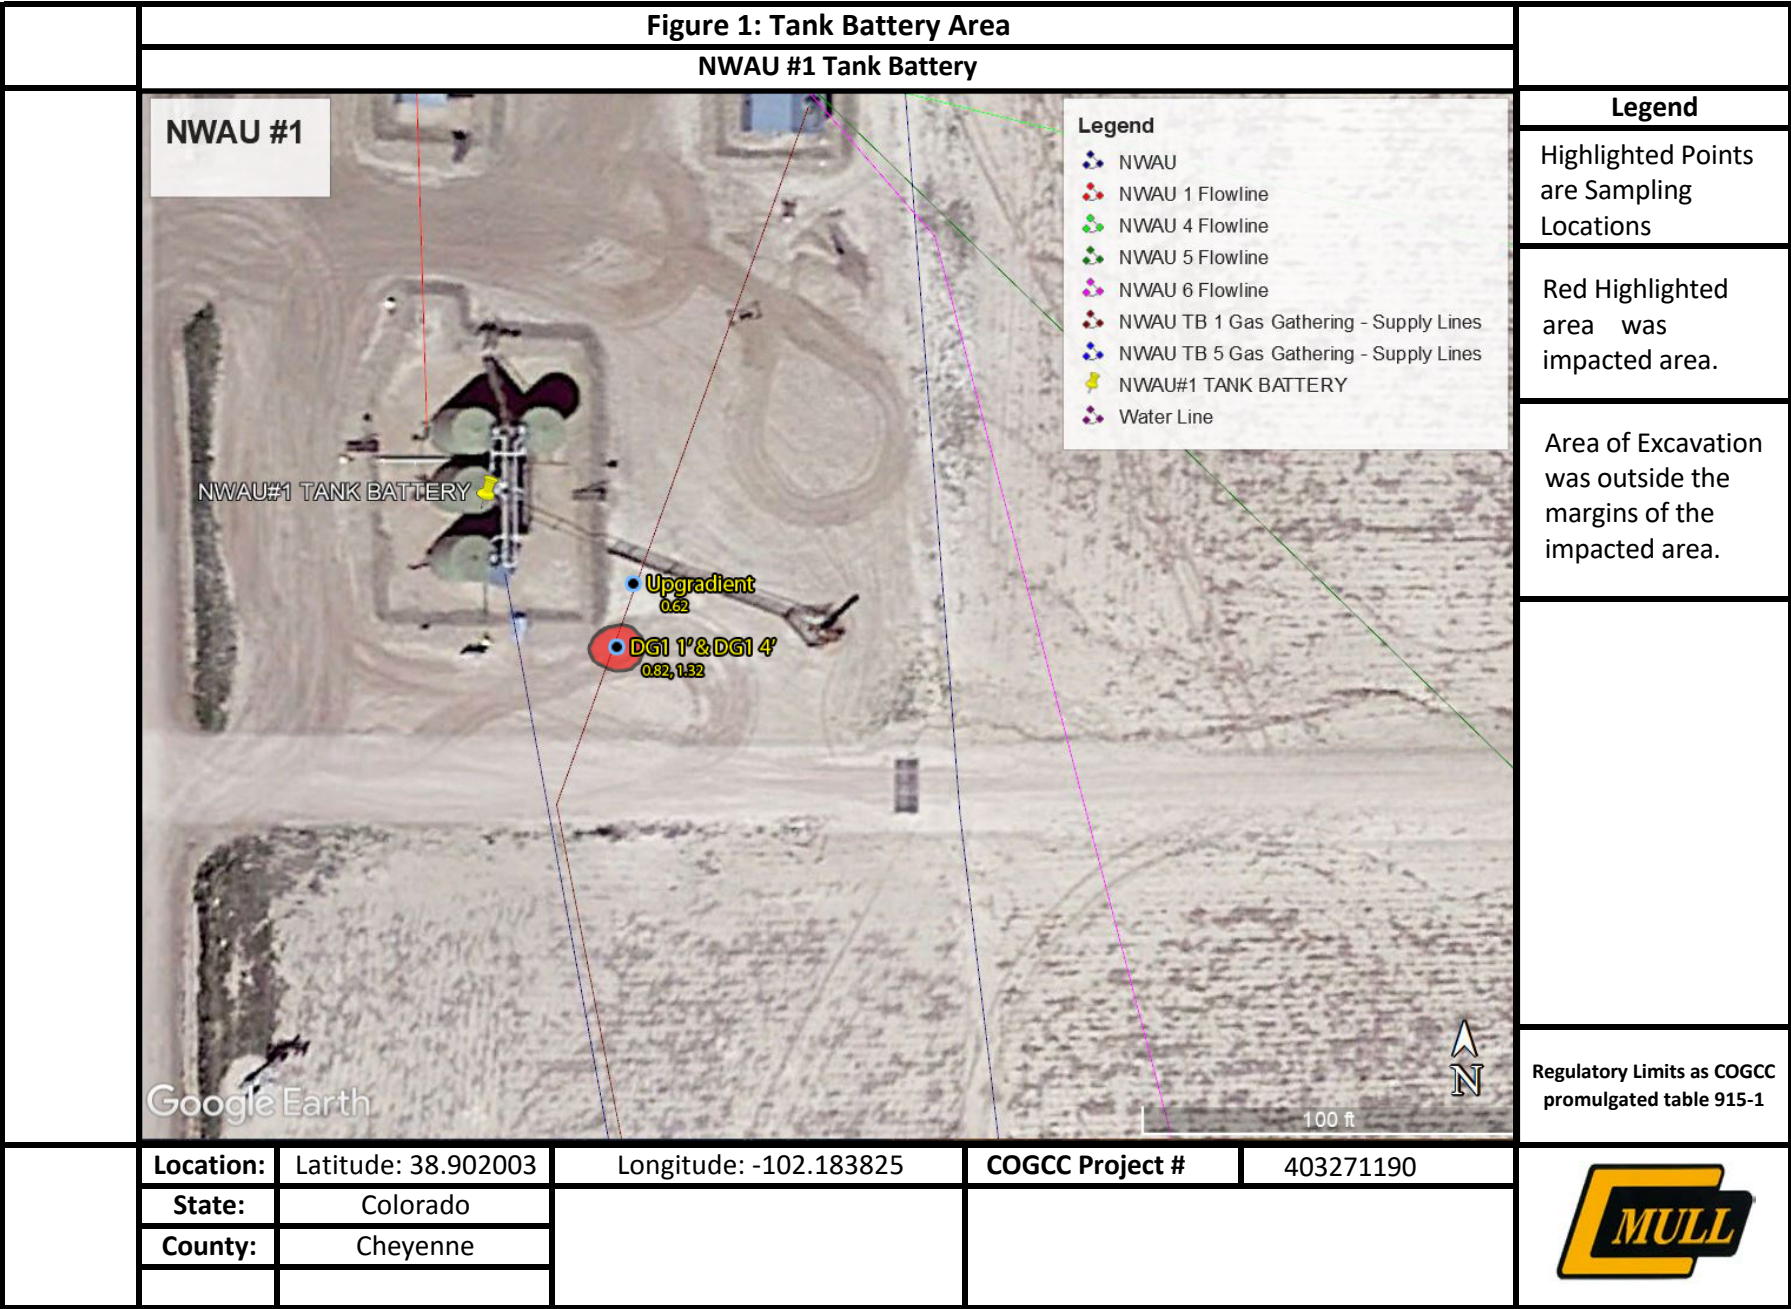 Figure 1: Tank Battery Area
NWAU #1 Tank Battery
NWAU #1
Legend
NWAU
NWAU 1 Flowline
NWAU 4 Flowline
NWAU 5 Flowline
NWAU 6 Flowline
NWAU TB 1 Gas Gathering - Supply Lines
NWAU TB 5 Gas Gathering - Supply Lines
NWAU#1 TANK BATTERY
Water Line
NWAU#1 TANK BATTERY
Upgradient
0.62
DG1 1' & DG1 4'
0.82, 1.32
Google Earth
N
100 ft
Legend
Highlighted Points
are Sampling
Locations
Red Highlighted
area was
impacted area.
Area of Excavation
was outside the
margins of the
impacted area.
Regulatory Limits as COGCC
promulgated table 915-1
Location: Latitude: 38.902003 Longitude: -102.183825 COGCC Project # 403271190
State: Colorado
County: Cheyenne
MULL